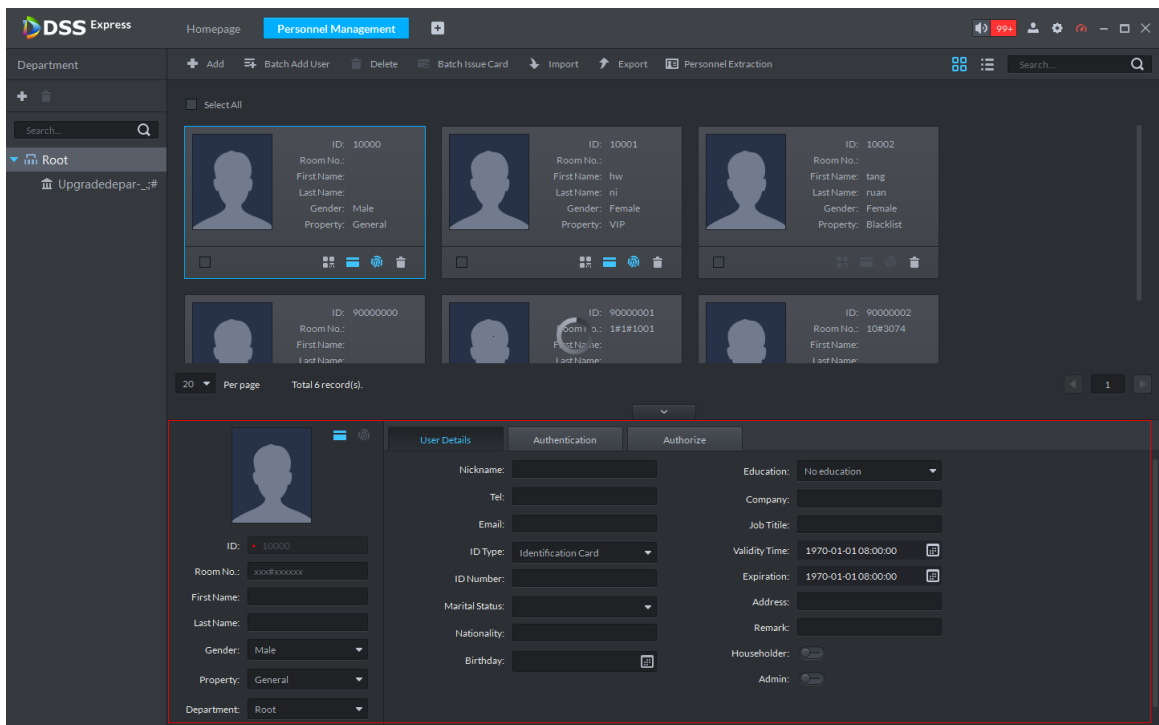 DSS Express
Homepage
Personnel Management
99+
Department
Add
Batch Add User
Delete
Batch Issue Card
Import
Export
Personnel Extraction
Search...
Search...
Root
Upgradedepar-_;#
Select All
ID: 10000
Room No.:
First Name:
Last Name:
Gender: Male
Property: General
ID: 10001
Room No.:
First Name: hw
Last Name: ni
Gender: Female
Property: VIP
ID: 10002
Room No.:
First Name: tang
Last Name: ruan
Gender: Female
Property: Blacklist
ID: 90000000
Room No.:
First Name:
Last Name:
ID: 90000001
Room No.: 1#1#1001
First Name:
Last Name:
ID: 90000002
Room No.: 10#3074
First Name:
Last Name:
20
Per page
Total 6 record(s).
1
ID: * 10000
Room No.: xxx#xxxxxx
First Name:
Last Name:
Gender: Male
Property: General
Department: Root
User Details
Authentication
Authorize
Nickname:
Tel:
Email:
ID Type: Identification Card
ID Number:
Marital Status:
Nationality:
Birthday:
Education: No education
Company:
Job Titile:
Validity Time: 1970-01-01 08:00:00
Expiration: 1970-01-01 08:00:00
Address:
Remark:
Householder:
Admin: